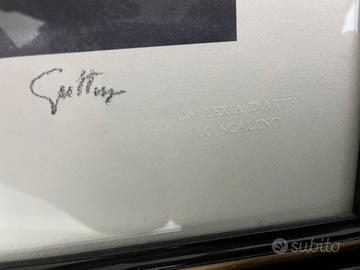 Guttuso
GALLERIA D'ARTE
LO SCALINO
subito